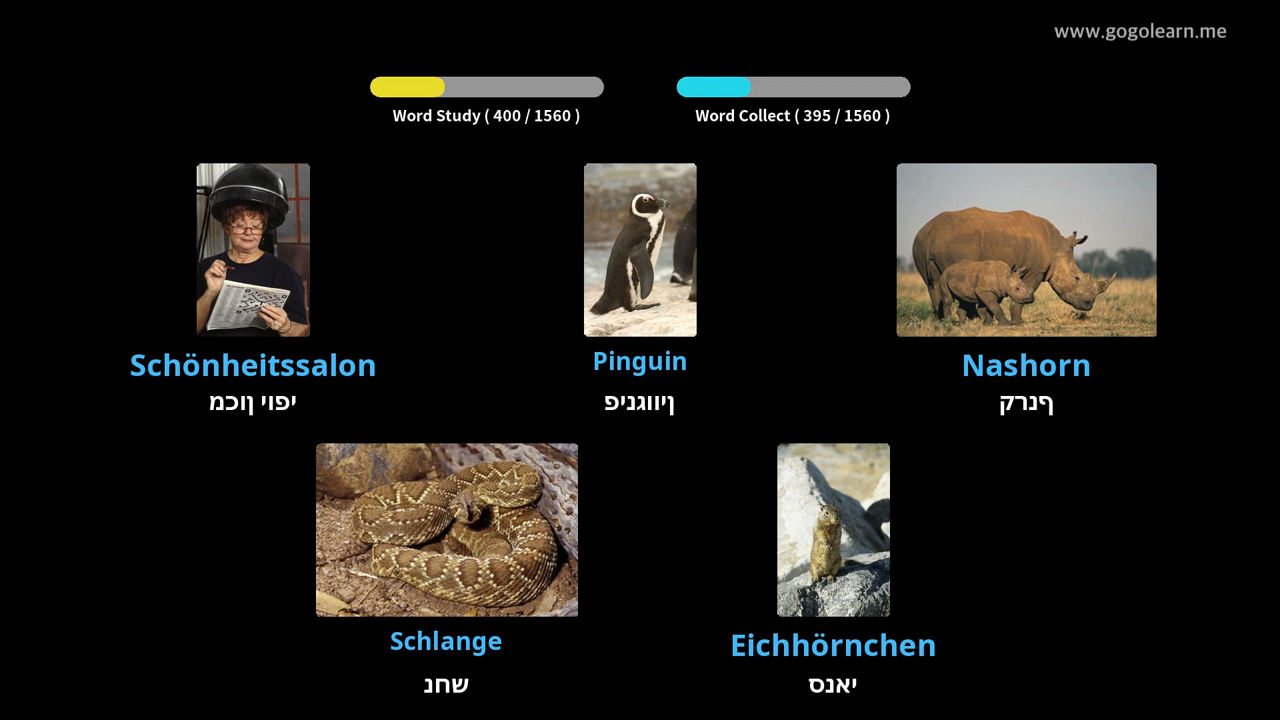 www.gogolearn.me
Word Study ( 400 / 1560 )
Word Collect ( 395 / 1560 )
Schönheitssalon
יפוי ןוכמ
Pinguin
ןיווגניפ
Nashorn
ףנרק
Schlange
שחנ
Eichhörnchen
יאנס